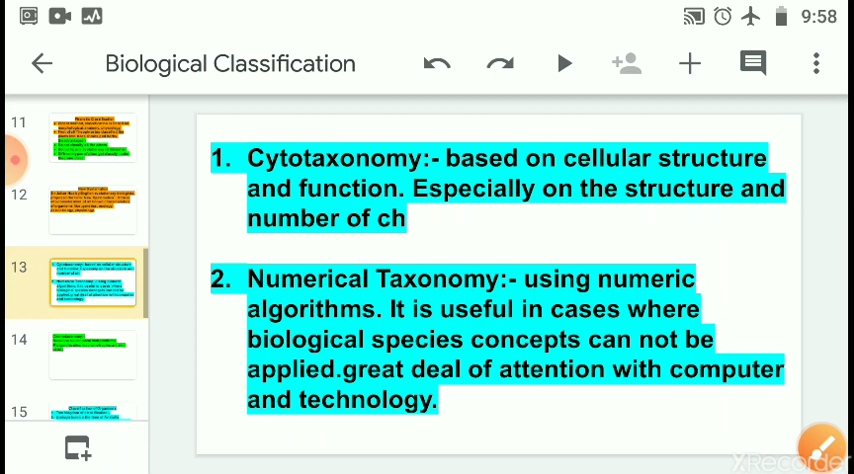 9:58
Biological Classification
11
12
13
14
15
1. Cytotaxonomy:- based on cellular structure
and function. Especially on the structure and
number of ch
2. Numerical Taxonomy:- using numeric
algorithms. It is useful in cases where
biological species concepts can not be
applied.great deal of attention with computer
and technology.
XRecorder